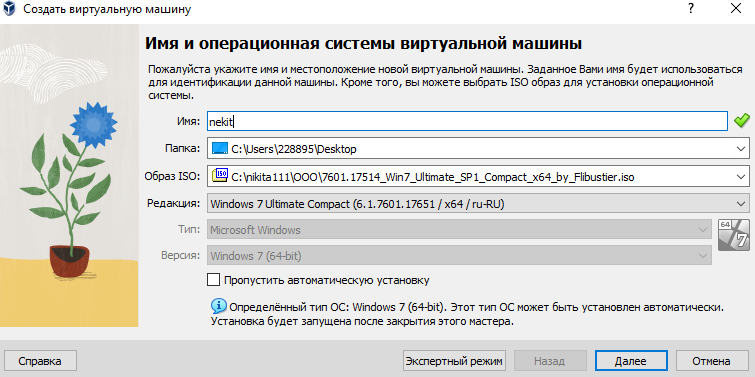 Создать виртуальную машину
Имя и операционная системы виртуальной машины
Пожалуйста укажите имя и местоположение новой виртуальной машины. Заданное Вами имя будет использоваться
для идентификации данной машины. Кроме того, вы можете выбрать ISO образ для установки операционной
системы.
Имя: nekit
Папка: C:\Users\228895\Desktop
Образ ISO: C:\nikita111\OOO\7601.17514_Win7_Ultimate_SP1_Compact_x64_by_Flibustier.iso
Редакция: Windows 7 Ultimate Compact (6.1.7601.17651 / x64 / ru-RU)
Тип: Microsoft Windows
64
7
Версия: Windows 7 (64-bit)
Пропустить автоматическую установку
Определённый тип ОС: Windows 7 (64-bit). Этот тип ОС может быть установлен автоматически.
Установка будет запущена после закрытия этого мастера.
Справка Экспертный режим Назад Далее Отмена